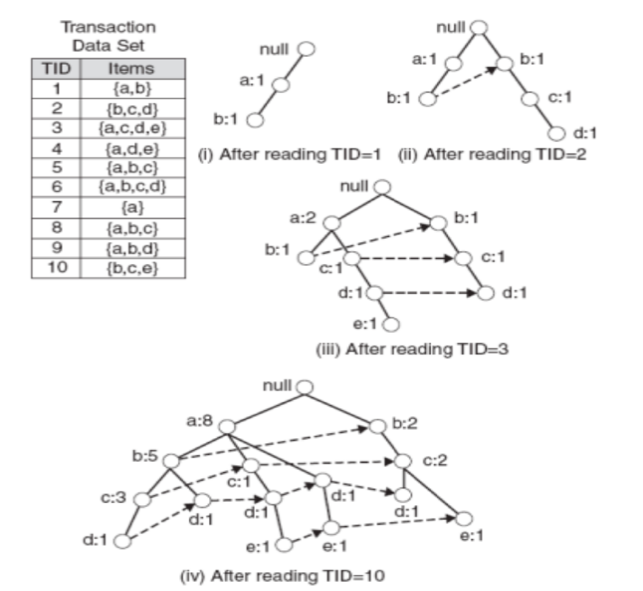 Transaction
Data Set
TID Items
1 {a,b}
2 {b,c,d}
3 {a,c,d,e}
4 {a,d,e}
5 {a,b,c}
6 {a,b,c,d}
7 {a}
8 {a,b,c}
9 {a,b,d}
10 {b,c,e}
null
a:1
b:1
(i) After reading TID=1
null
a:1 b:1
b:1 c:1
d:1
(ii) After reading TID=2
null
a:2 b:1
b:1 c:1 c:1
d:1 d:1
e:1
(iii) After reading TID=3
null
a:8 b:2
b:5 c:2
c:1
c:3 d:1
d:1 d:1 d:1
d:1 e:1 e:1 e:1
(iv) After reading TID=10